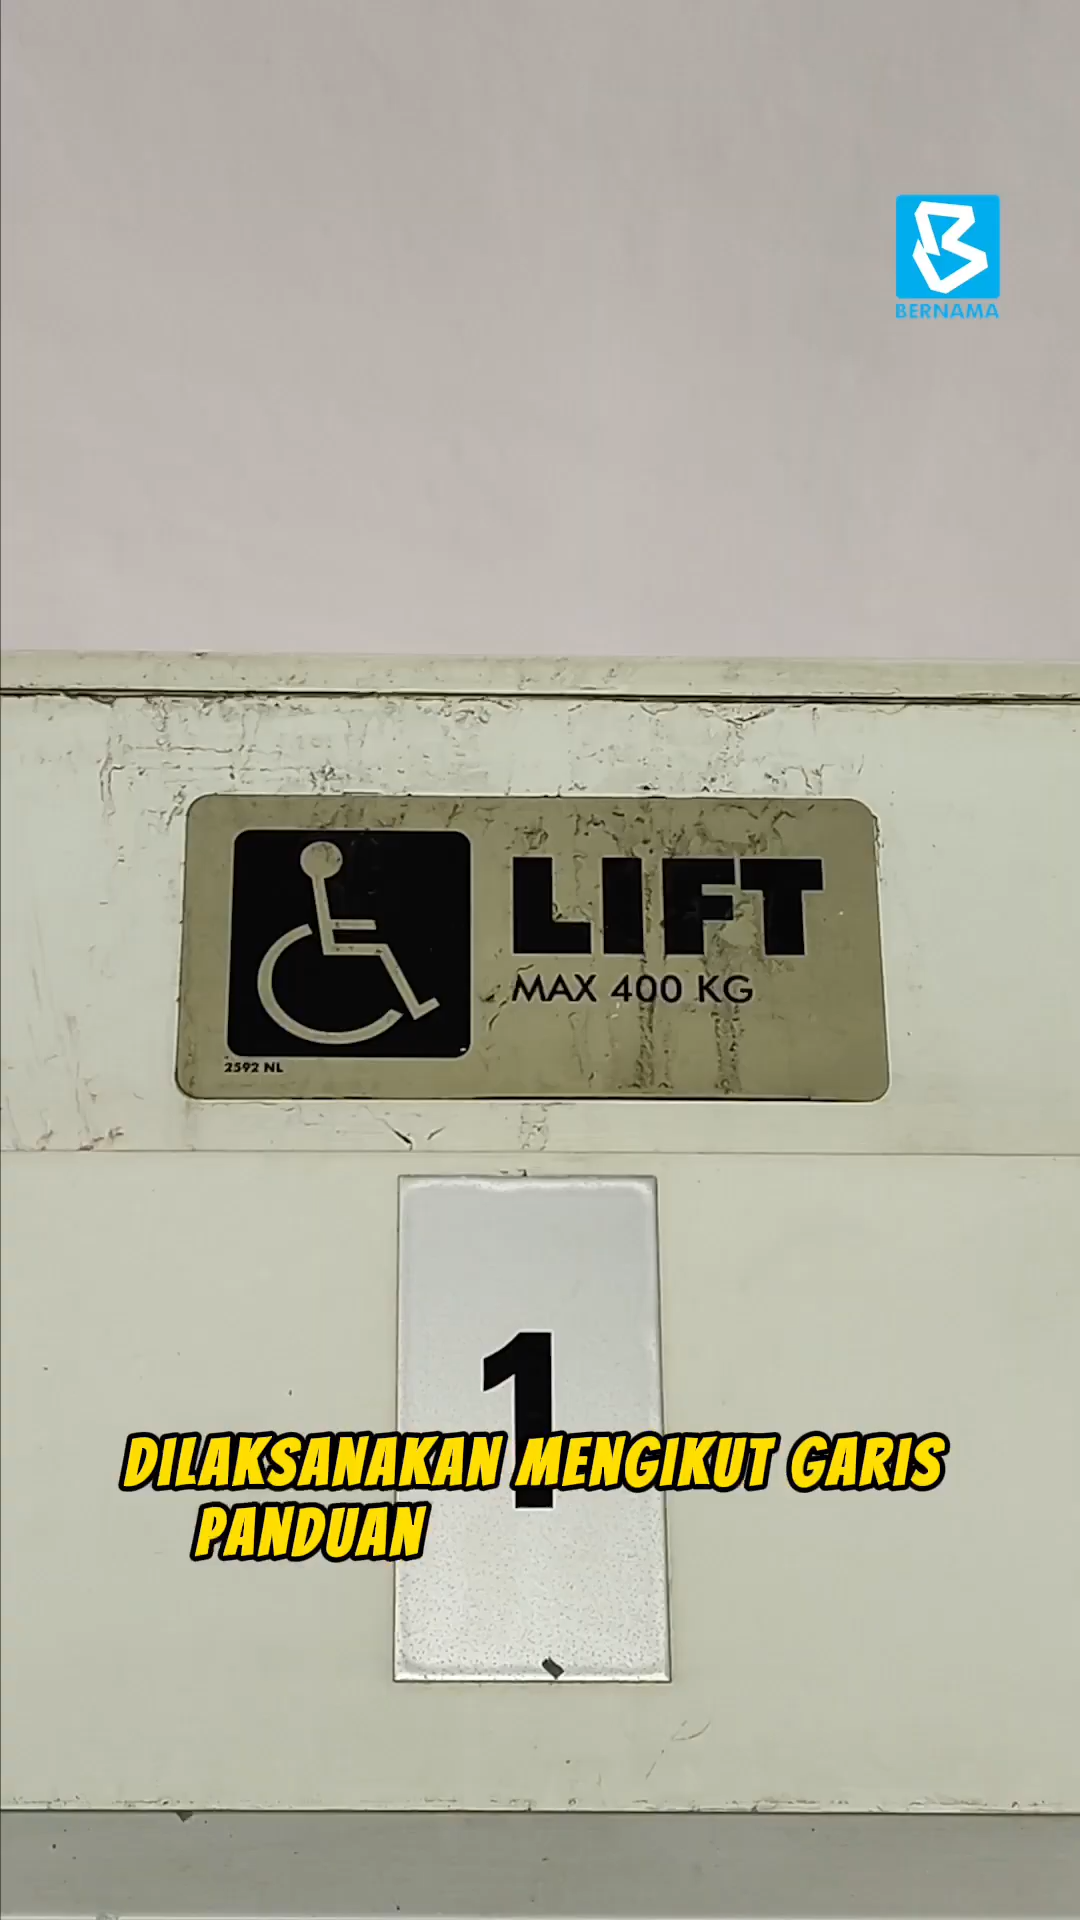 BERNAMA
LIFT
MAX 400 KG
2592 NL
1
DILAKSANAKAN MENGIKUT GARIS
PANDUAN